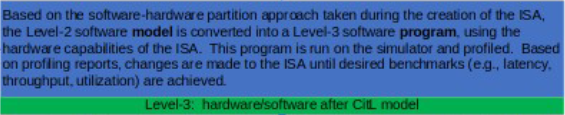 Based on the software-hardware partition approach taken during the creation of the ISA,
the Level-2 software model is converted into a Level-3 software program, using the
hardware capabilities of the ISA. This program is run on the simulator and profiled. Based
on profiling reports, changes are made to the ISA until desired benchmarks (e.g., latency,
throughput, utilization) are achieved.
Level-3: hardware/software after CitL model